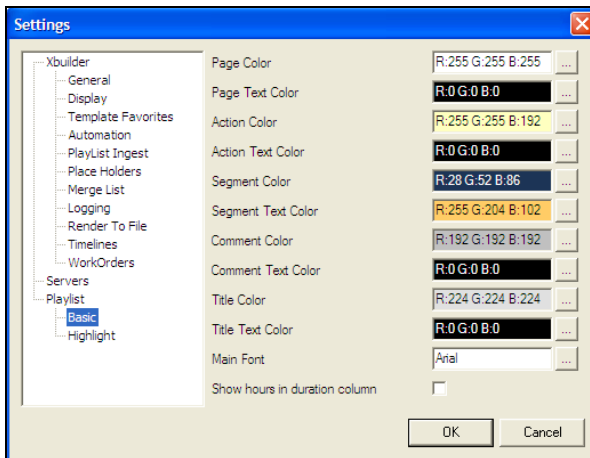 Settings
Xbuilder
General
Display
Template Favorites
Automation
PlayList Ingest
Place Holders
Merge List
Logging
Render To File
Timelines
WorkOrders
Servers
Playlist
Basic
Highlight
Page Color R:255 G:255 B:255 ...
Page Text Color R:0 G:0 B:0 ...
Action Color R:255 G:255 B:192 ...
Action Text Color R:0 G:0 B:0 ...
Segment Color R:28 G:52 B:86 ...
Segment Text Color R:255 G:204 B:102 ...
Comment Color R:192 G:192 B:192 ...
Comment Text Color R:0 G:0 B:0 ...
Title Color R:224 G:224 B:224 ...
Title Text Color R:0 G:0 B:0 ...
Main Font Arial ...
Show hours in duration column
OK Cancel